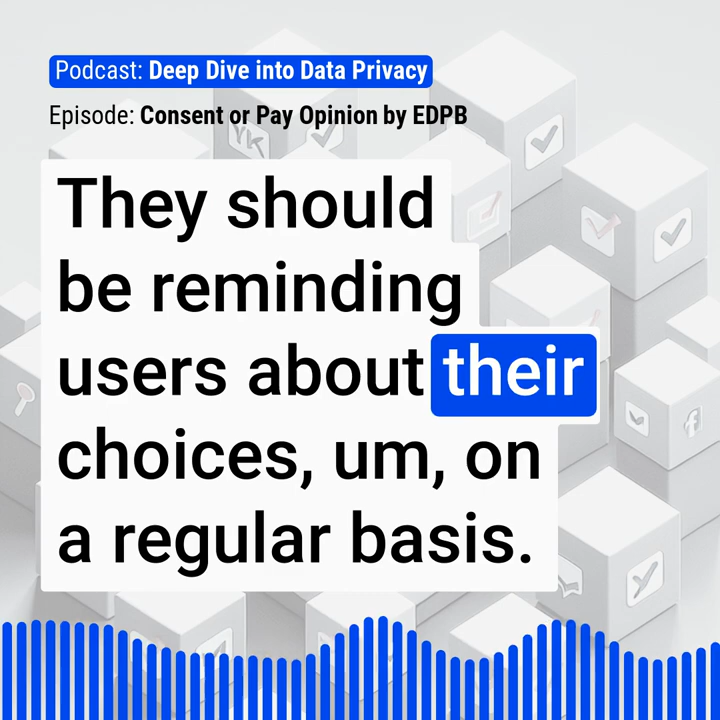 Podcast: Deep Dive into Data Privacy
Episode: Consent or Pay Opinion by EDPB
They should
be reminding
users about their
choices, um, on
a regular basis.